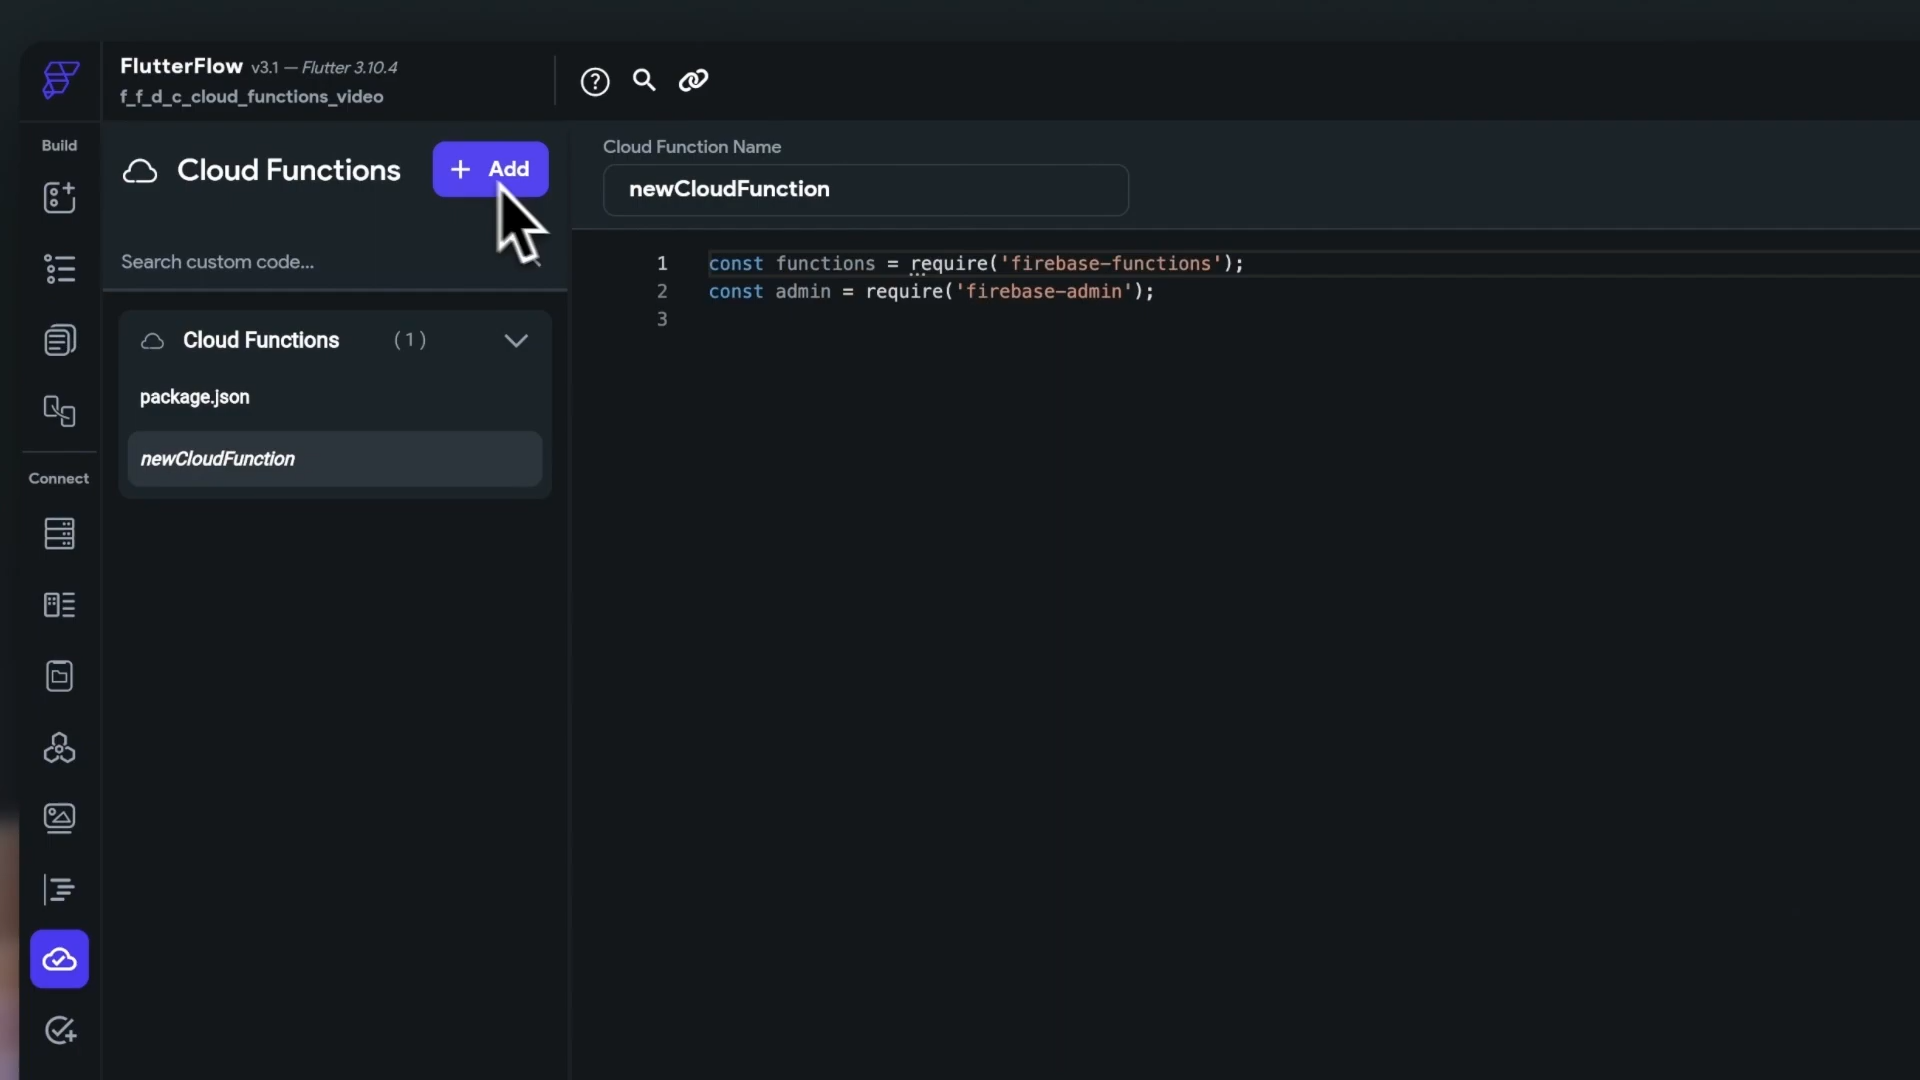 FlutterFlow v3.1 — Flutter 3.10.4
f_f_d_c_cloud_functions_video
Build
Cloud Functions
+ Add
Search custom code...
Cloud Functions (1)
package.json
newCloudFunction
Connect
Cloud Function Name
newCloudFunction
1 const functions = require('firebase-functions');
2 const admin = require('firebase-admin');
3